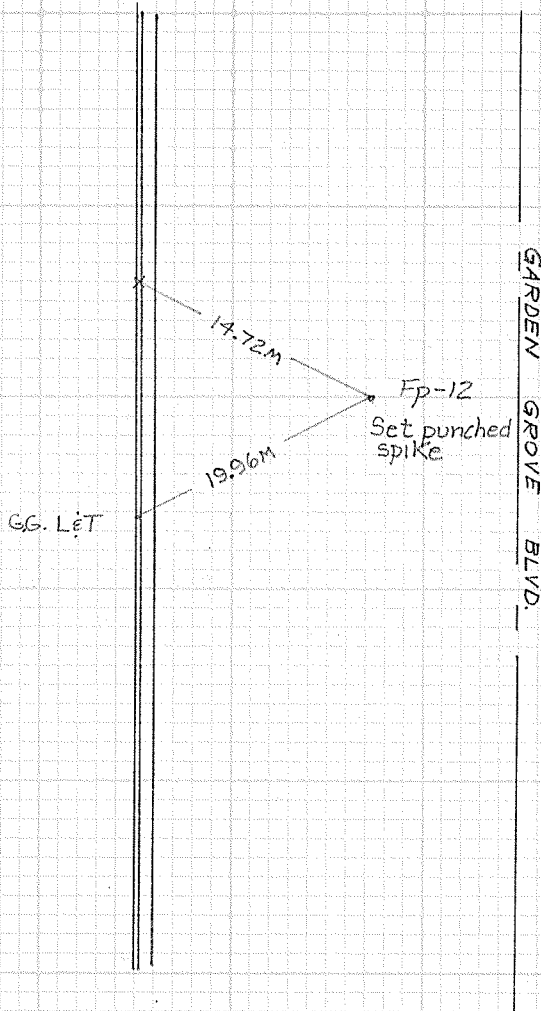 14.72M
Fp-12
Set punched
spike
19.96M
G.G. L&T
GARDEN GROVE BLVD.